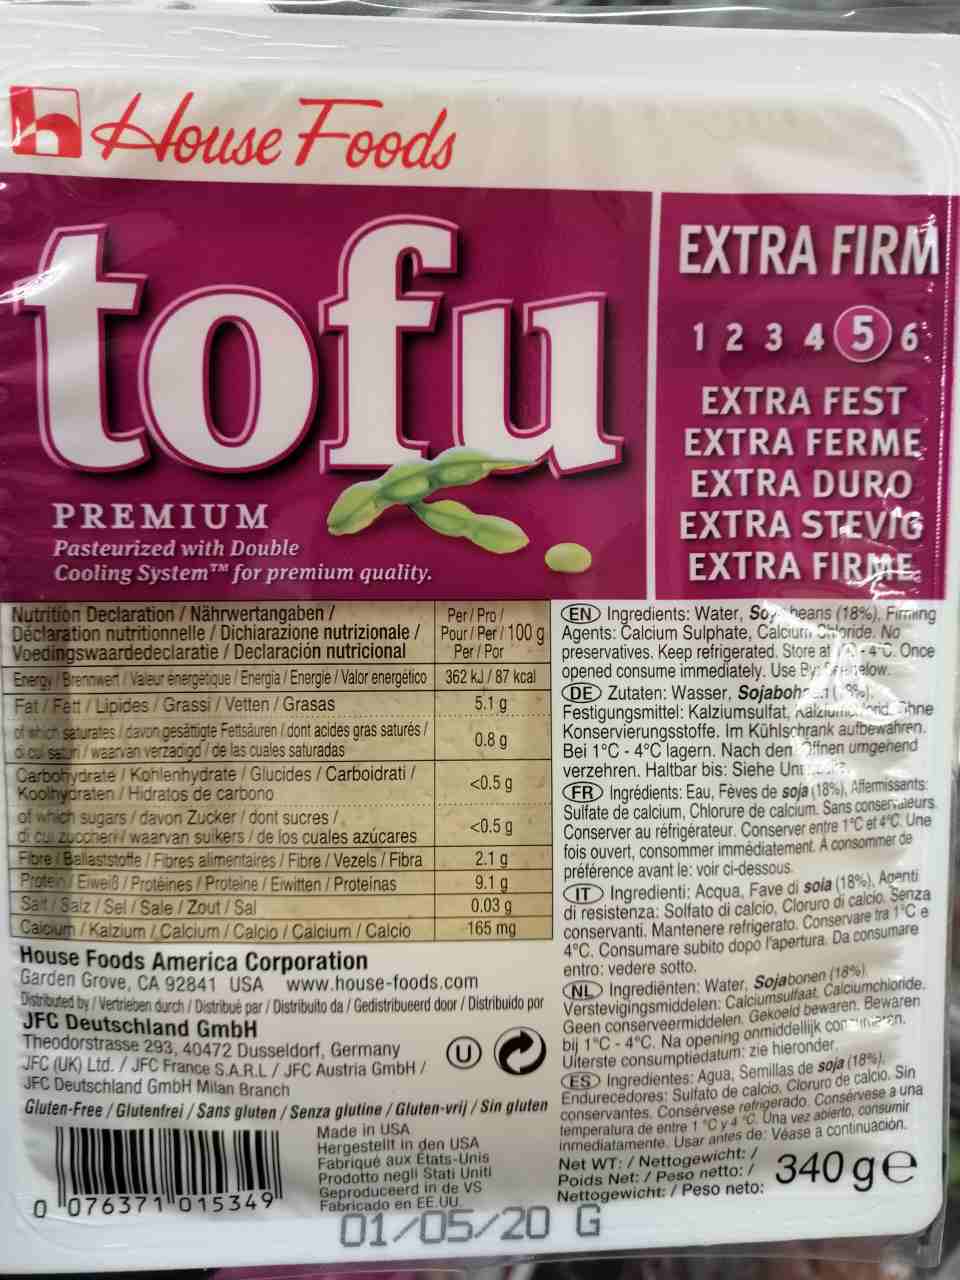 House Foods
tofu
PREMIUM
Pasteurized with Double
Cooling System™ for premium quality.
EXTRA FIRM
1 2 3 4 5 6
EXTRA FEST
EXTRA FERME
EXTRA DURO
EXTRA STEVIG
EXTRA FIRME
Nutrition Declaration / Nährwertangaben /
Déclaration nutritionnelle / Dichiarazione nutrizionale /
Voedingswaardedeclaratie / Declaración nutricional
Per / Pro /
Pour / Per / 100 g
Per / Por
Energy / Brennwert / Valeur énergétique / Energia / Energie / Valor energético 362 kJ / 87 kcal
Fat / Fett / Lipides / Grassi / Vetten / Grasas 5.1 g
of which saturates / davon gesättigte Fettsäuren / dont acides gras saturés /
di cui saturi / waarvan verzadigd / de las cuales saturadas 0.8 g
Carbohydrate / Kohlenhydrate / Glucides / Carboidrati /
Koolhydraten / Hidratos de carbono <0.5 g
of which sugars / davon Zucker / dont sucres /
di cui zuccheri / waarvan suikers / de los cuales azúcares <0.5 g
Fibre / Ballaststoffe / Fibres alimentaires / Fibre / Vezels / Fibra 2.1 g
Protein / Eiweiß / Protéines / Proteine / Eiwitten / Proteínas 9.1 g
Salt / Salz / Sel / Sale / Zout / Sal 0.03 g
Calcium / Kalzium / Calcium / Calcio / Calcium / Calcio 165 mg
House Foods America Corporation
Garden Grove, CA 92841 USA www.house-foods.com
Distributed by / Vertrieben durch / Distribué par / Distribuito da / Gedistribueerd door / Distribuido por
JFC Deutschland GmbH
Theodorstrasse 293, 40472 Dusseldorf, Germany
JFC (UK) Ltd. / JFC France S.A.R.L / JFC Austria GmbH /
JFC Deutschland GmbH Milan Branch
U
Gluten-Free / Glutenfrei / Sans gluten / Senza glutine / Gluten-vrij / Sin gluten
Made in USA
Hergestellt in den USA
Fabriqué aux États-Unis
Prodotto negli Stati Uniti
Geproduceerd in de VS
Fabricado en EE.UU.
0 076371 015349
EN Ingredients: Water, Soybeans (18%), Firming
Agents: Calcium Sulphate, Calcium Chloride. No
preservatives. Keep refrigerated. Store at - 4°C. Once
opened consume immediately. Use By: below.
DE Zutaten: Wasser, Sojabohnen
Festigungsmittel: Kalziumsulfat, Ohne
Konservierungsstoffe. Im Kühlschrank aufbewahren.
Bei 1°C - 4°C lagern. Nach dem Öffnen umgehend
verzehren. Haltbar bis: Siehe
FR Ingrédients: Eau, Fèves de soja (18%), Affermissants:
Sulfate de calcium, Chlorure de calcium. Sans conservateurs.
Conserver au réfrigérateur. Conserver entre 1°C et 4°C. Une
fois ouvert, consommer immédiatement. À consommer de
préférence avant le: voir ci-dessous.
IT Ingredienti: Acqua, Fave di soia (18%), Agenti
di resistenza: Solfato di calcio, Cloruro di calcio. Senza
conservanti. Mantenere refrigerato. Conservare tra 1°C e
4°C. Consumare subito dopo l'apertura. Da consumare
entro: vedere sotto.
NL Ingrediënten: Water, Sojabonen (18%),
Verstevigingsmiddelen: Calciumsulfaat, Calciumchloride.
Geen conserveermiddelen. Gekoeld bewaren. Bewaren
bij 1°C - 4°C. Na opening onmiddellijk consumeren.
Uiterste consumptiedatum: zie hieronder.
ES Ingredientes: Agua, Semillas de soja (18%),
Endurecedores: Sulfato de calcio, Cloruro de calcio. Sin
conservantes. Consérvese refrigerado. Consérvese a una
temperatura de entre 1 °C y 4 °C. Una vez abierto, consumir
inmediatamente. Usar antes de: Véase a continuación.
Net WT: / Nettogewicht: /
Poids Net: / Peso netto: /
Nettogewicht: / Peso neto: 340 g e
01/05/20 G